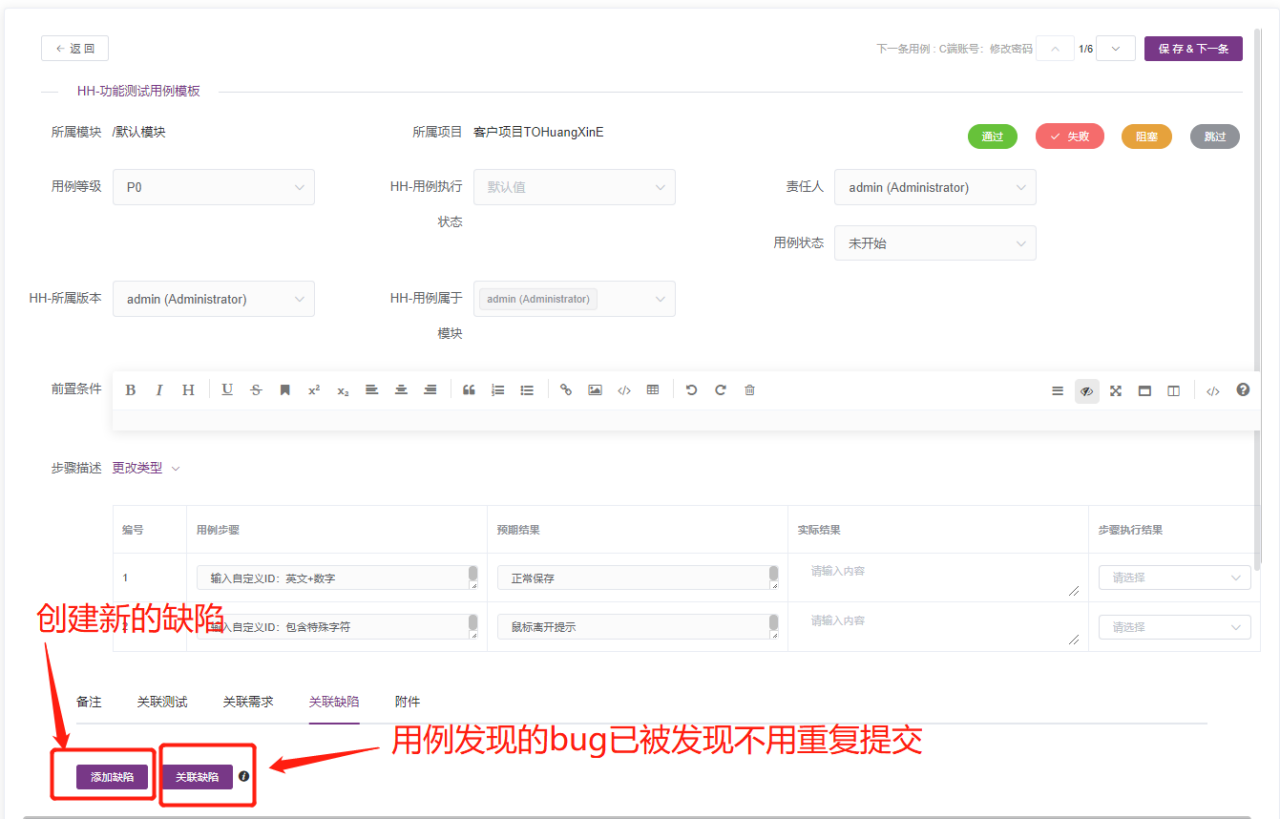 ← 返 回
下一条用例 : C端账号：修改密码
1/6
保 存 & 下一条
HH-功能测试用例模板
所属模块 /默认模块
所属项目 客户项目TOHuangXinE
通过
失败
阻塞
跳过
用例等级 P0
HH-用例执行状态 默认值
责任人 admin (Administrator)
用例状态 未开始
HH-所属版本 admin (Administrator)
HH-用例属于模块 admin (Administrator)
前置条件
步骤描述 更改类型
编号 用例步骤 预期结果 实际结果 步骤执行结果
1 输入自定义ID：英文+数字 正常保存 请输入内容 请选择
创建新的缺陷
输入自定义ID：包含特殊字符 鼠标离开提示 请输入内容 请选择
备注 关联测试 关联需求 关联缺陷 附件
用例发现的bug已被发现不用重复提交
添加缺陷 关联缺陷